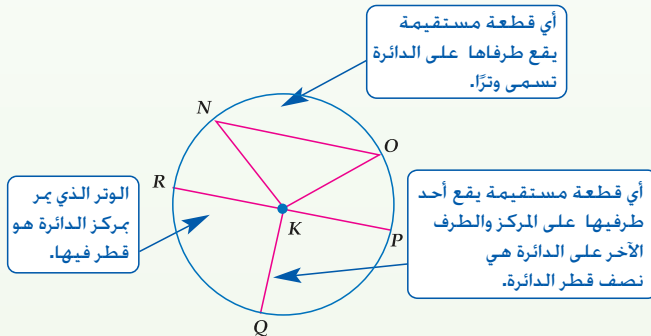 أي قطعة مستقيمة
يقع طرفاها على الدائرة
تسمى وترًا.
N
O
R
K
P
Q
الوتر الذي يمر
بمركز الدائرة هو
قطر فيها.
أي قطعة مستقيمة يقع أحد
طرفيها على المركز والطرف
الآخر على الدائرة هي
نصف قطر الدائرة.